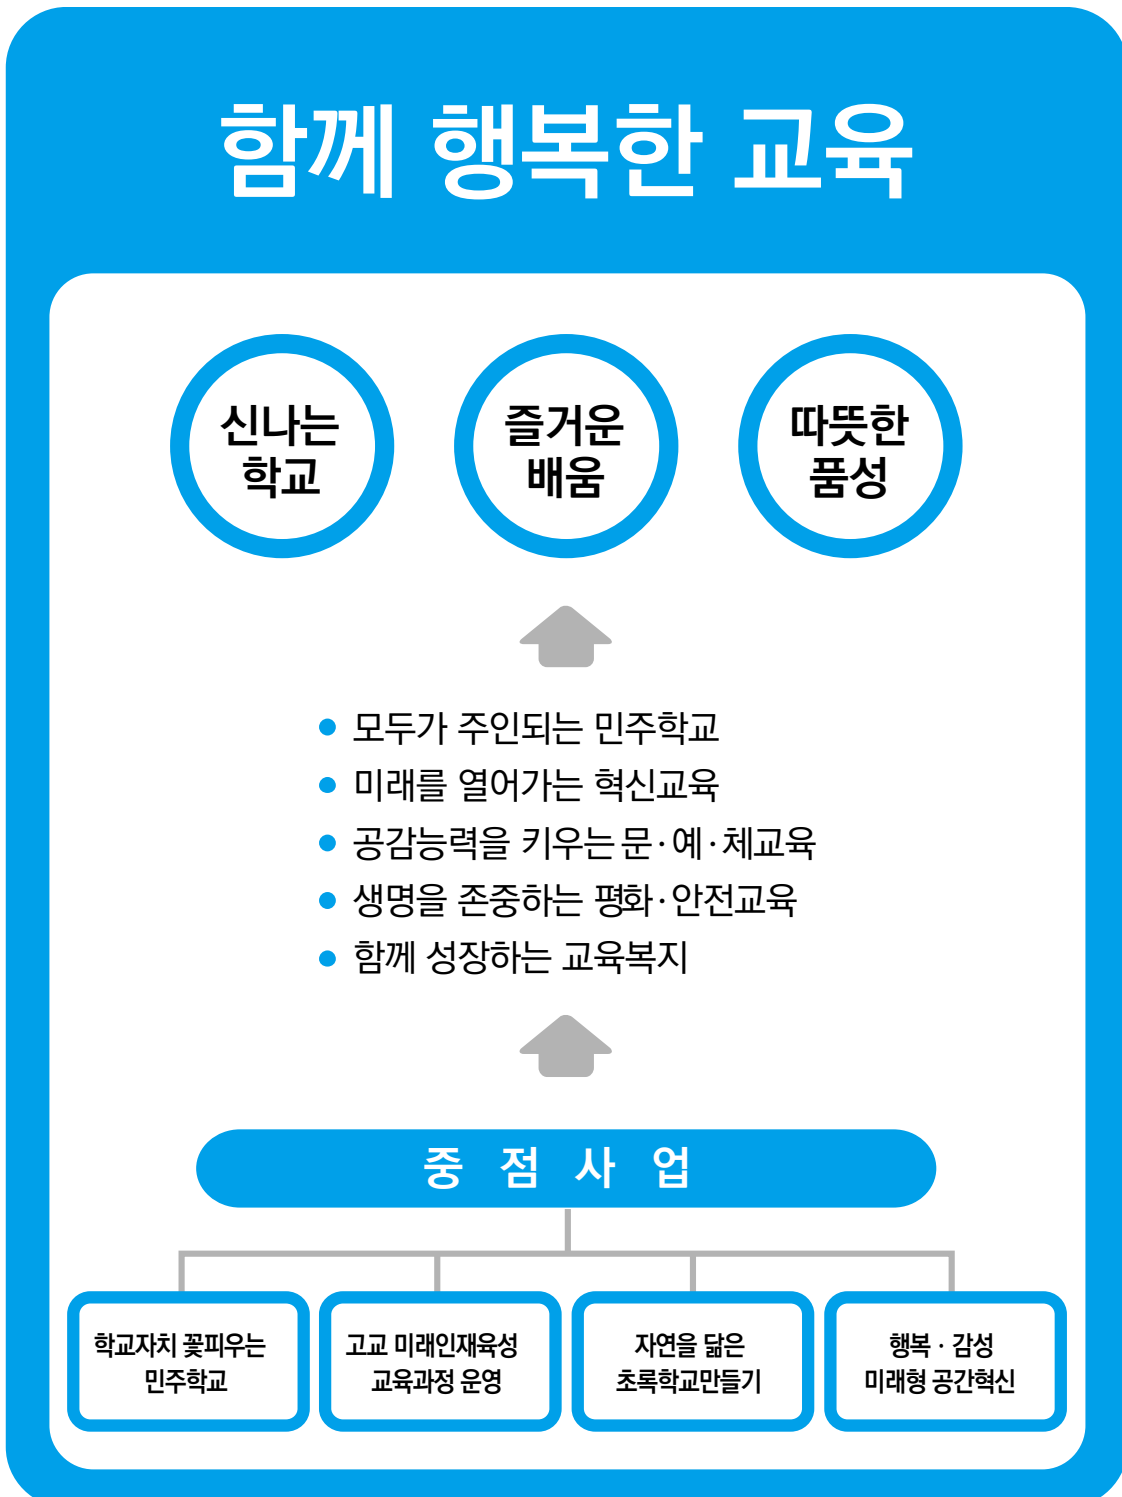 함께 행복한 교육
신나는
학교
즐거운
배움
따뜻한
품성
모두가 주인되는 민주학교
미래를 열어가는 혁신교육
공감능력을 키우는 문·예·체교육
생명을 존중하는 평화·안전교육
함께 성장하는 교육복지
중 점 사 업
학교자치 꽃피우는
민주학교
고교 미래인재육성
교육과정 운영
자연을 닮은
초록학교만들기
행복 · 감성
미래형 공간혁신